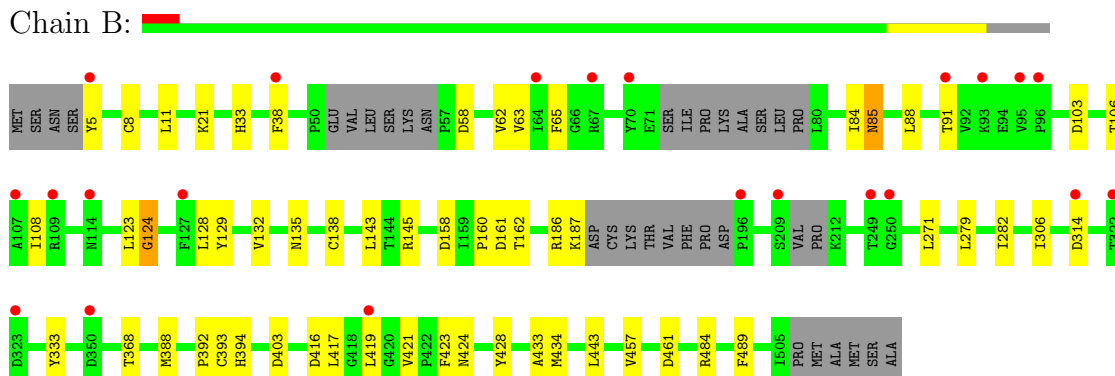 Chain B:
MET SER ASN SER Y5 C8 L11 K21 H33 F38 P50 GLU VAL LEU SER LYS ASN P57 D58 V62 V63 I64 F65 G66 R67 Y70 E71 SER ILE PRO LYS ALA SER LEU PRO L80 I84 N85 L88 T91 V92 K93 E94 V95 P96 D103 T106
A107 I108 R109 N114 L123 G124 F127 L128 Y129 V132 N135 C138 L143 T144 R145 D158 I159 P160 D161 T162 R186 K187 ASP CYS LYS THR VAL PHE PRO ASP P196 S209 VAL PRO K212 T249 G250 L271 L279 I282 I306 D314 T322
D323 Y333 D350 T368 M388 P392 C393 H394 D403 D416 L417 G418 L419 G420 V421 P422 F423 N424 Y428 A433 M434 L443 V457 D461 R484 F489 I505 PRO MET ALA MET SER ALA